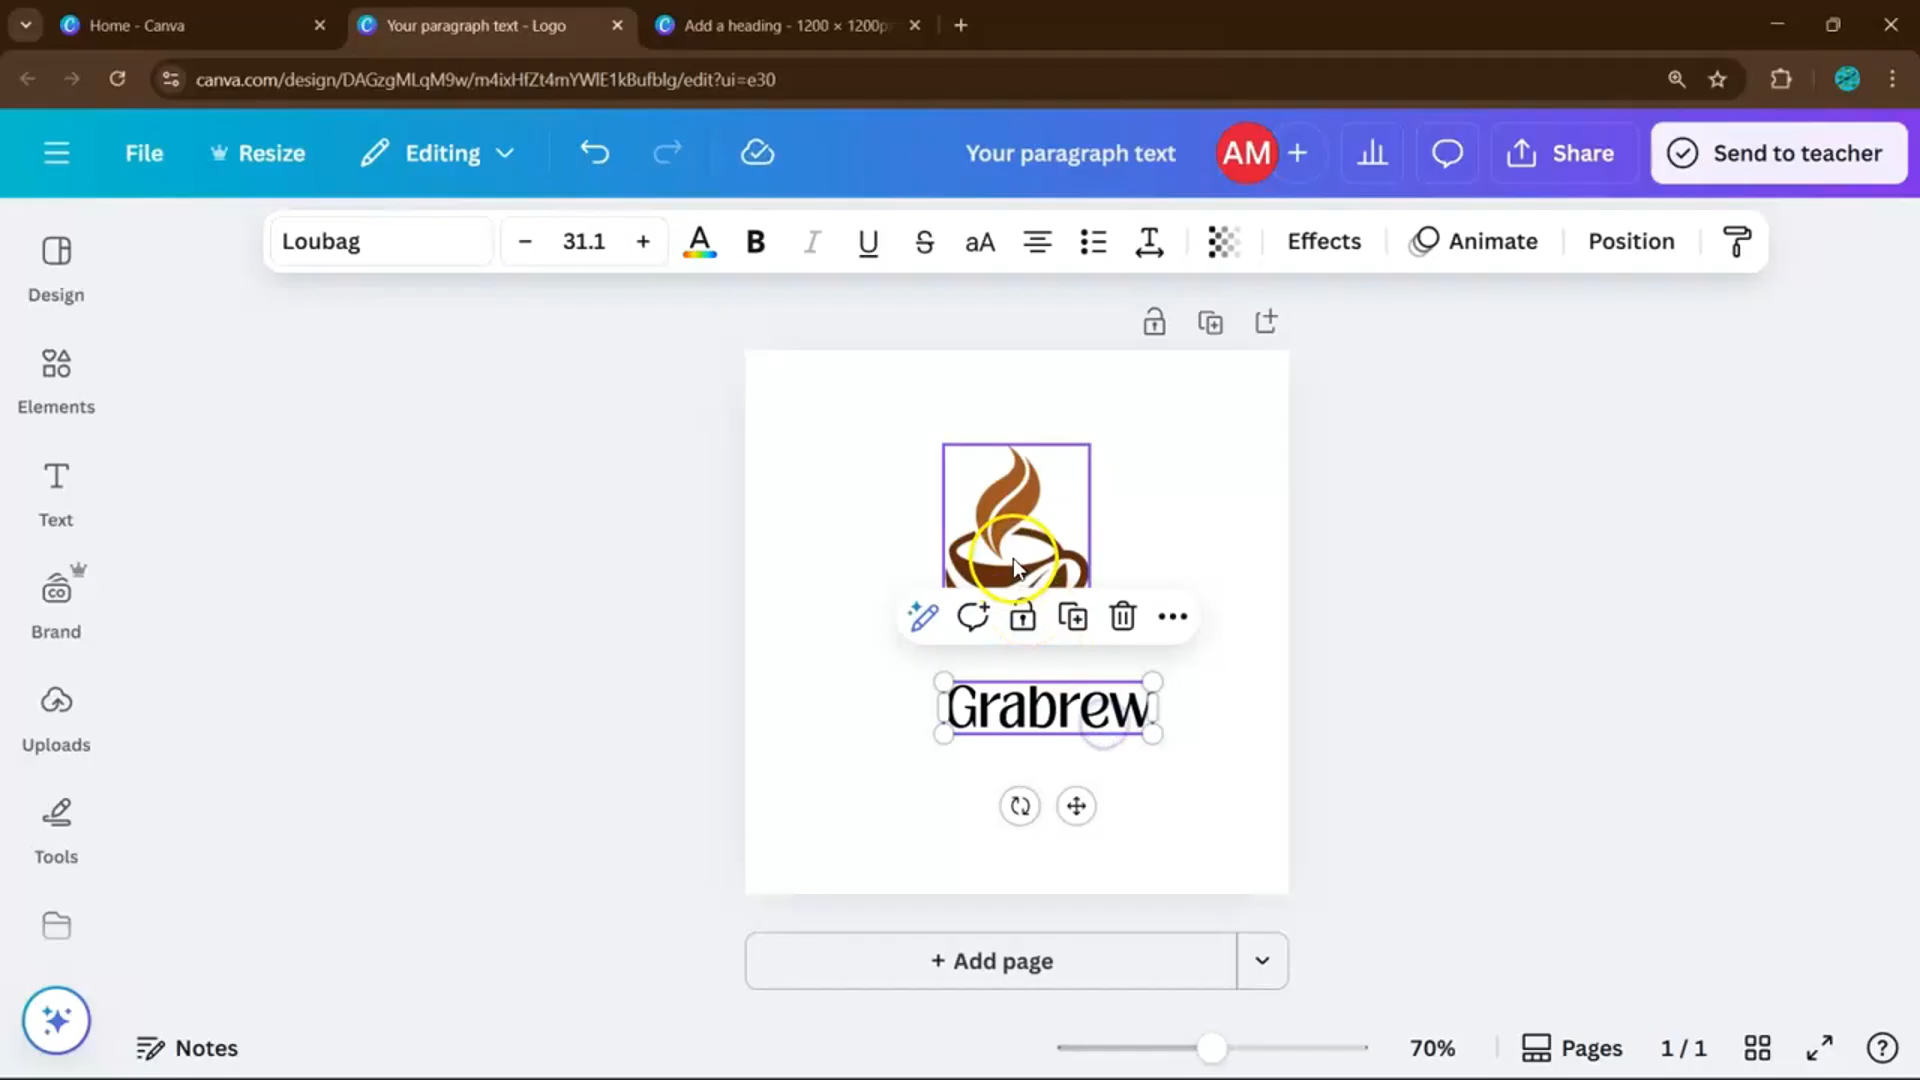 Home - Canva
Your paragraph text - Logo
Add a heading - 1200 × 1200p
canva.com/design/DAGzgMLqM9w/m4ixHfZt4mYWlE1kBufblg/edit?ui=e30
File
Resize
Editing
Your paragraph text
AM
Share
Send to teacher
Loubag
31.1
A
B
I
U
S
aA
T
Effects
Animate
Position
Design
Elements
Text
Brand
Uploads
Tools
Grabrew
+ Add page
Notes
70%
Pages
1 / 1